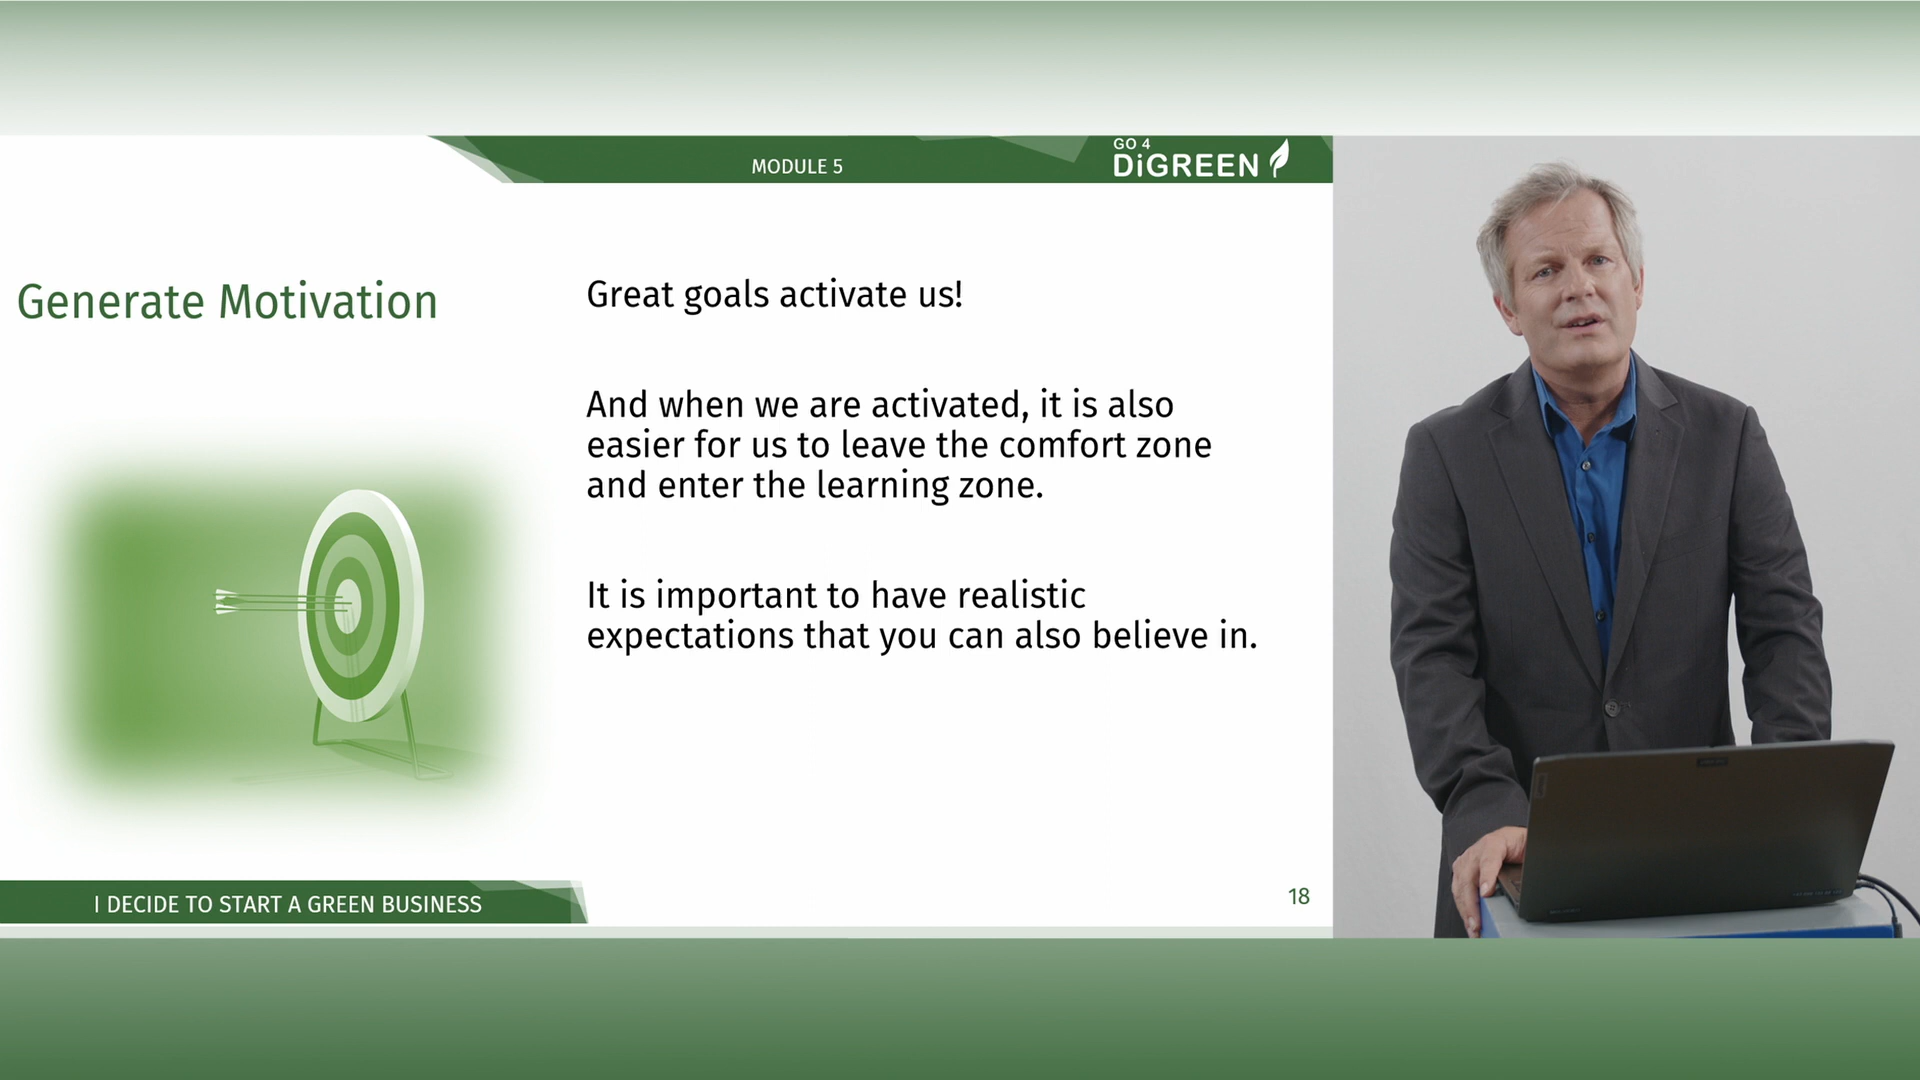 MODULE 5
GO 4
DiGREEN
Generate Motivation
Great goals activate us!
And when we are activated, it is also
easier for us to leave the comfort zone
and enter the learning zone.
It is important to have realistic
expectations that you can also believe in.
I DECIDE TO START A GREEN BUSINESS
18